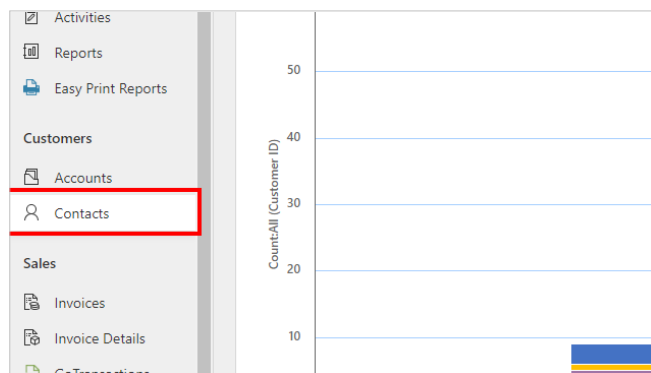 Activities
Reports
Easy Print Reports
Customers
Accounts
Contacts
Sales
Invoices
Invoice Details
50
40
30
20
10
Count:All (Customer ID)